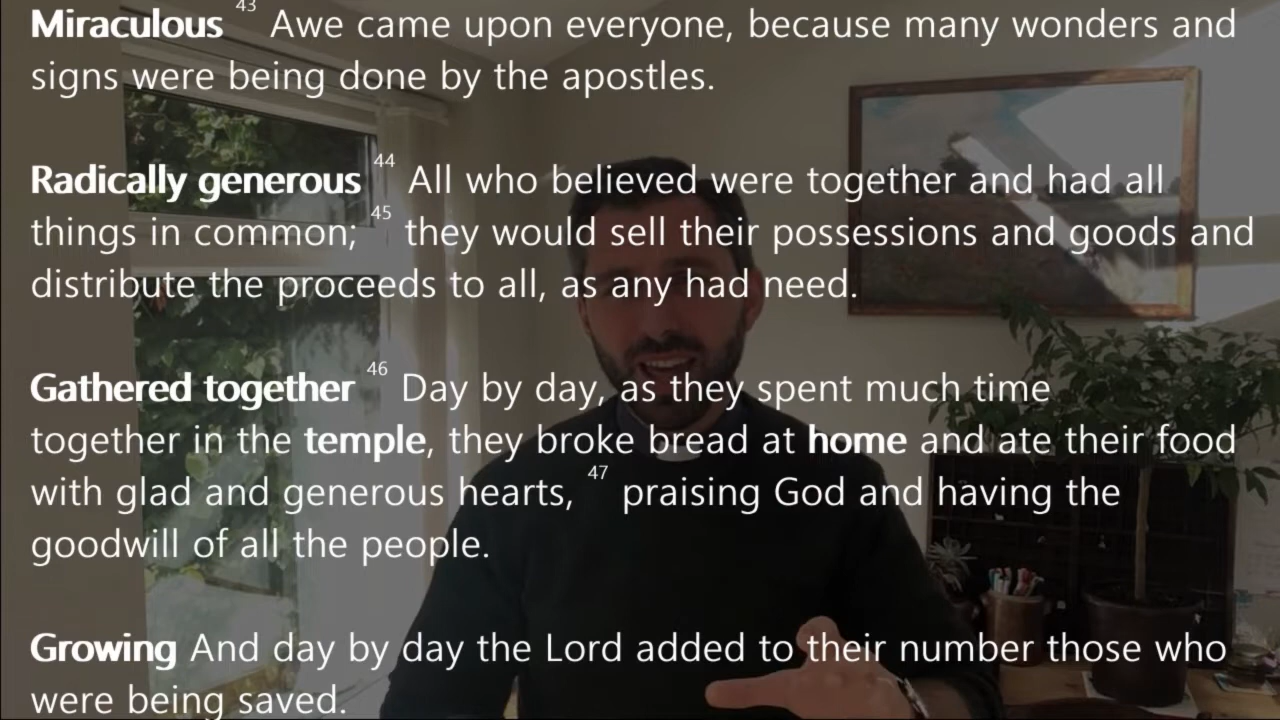 Miraculous 43 Awe came upon everyone, because many wonders and
signs were being done by the apostles.
Radically generous 44 All who believed were together and had all
things in common; 45 they would sell their possessions and goods and
distribute the proceeds to all, as any had need.
Gathered together 46 Day by day, as they spent much time
together in the temple, they broke bread at home and ate their food
with glad and generous hearts, 47 praising God and having the
goodwill of all the people.
Growing And day by day the Lord added to their number those who
were being saved.